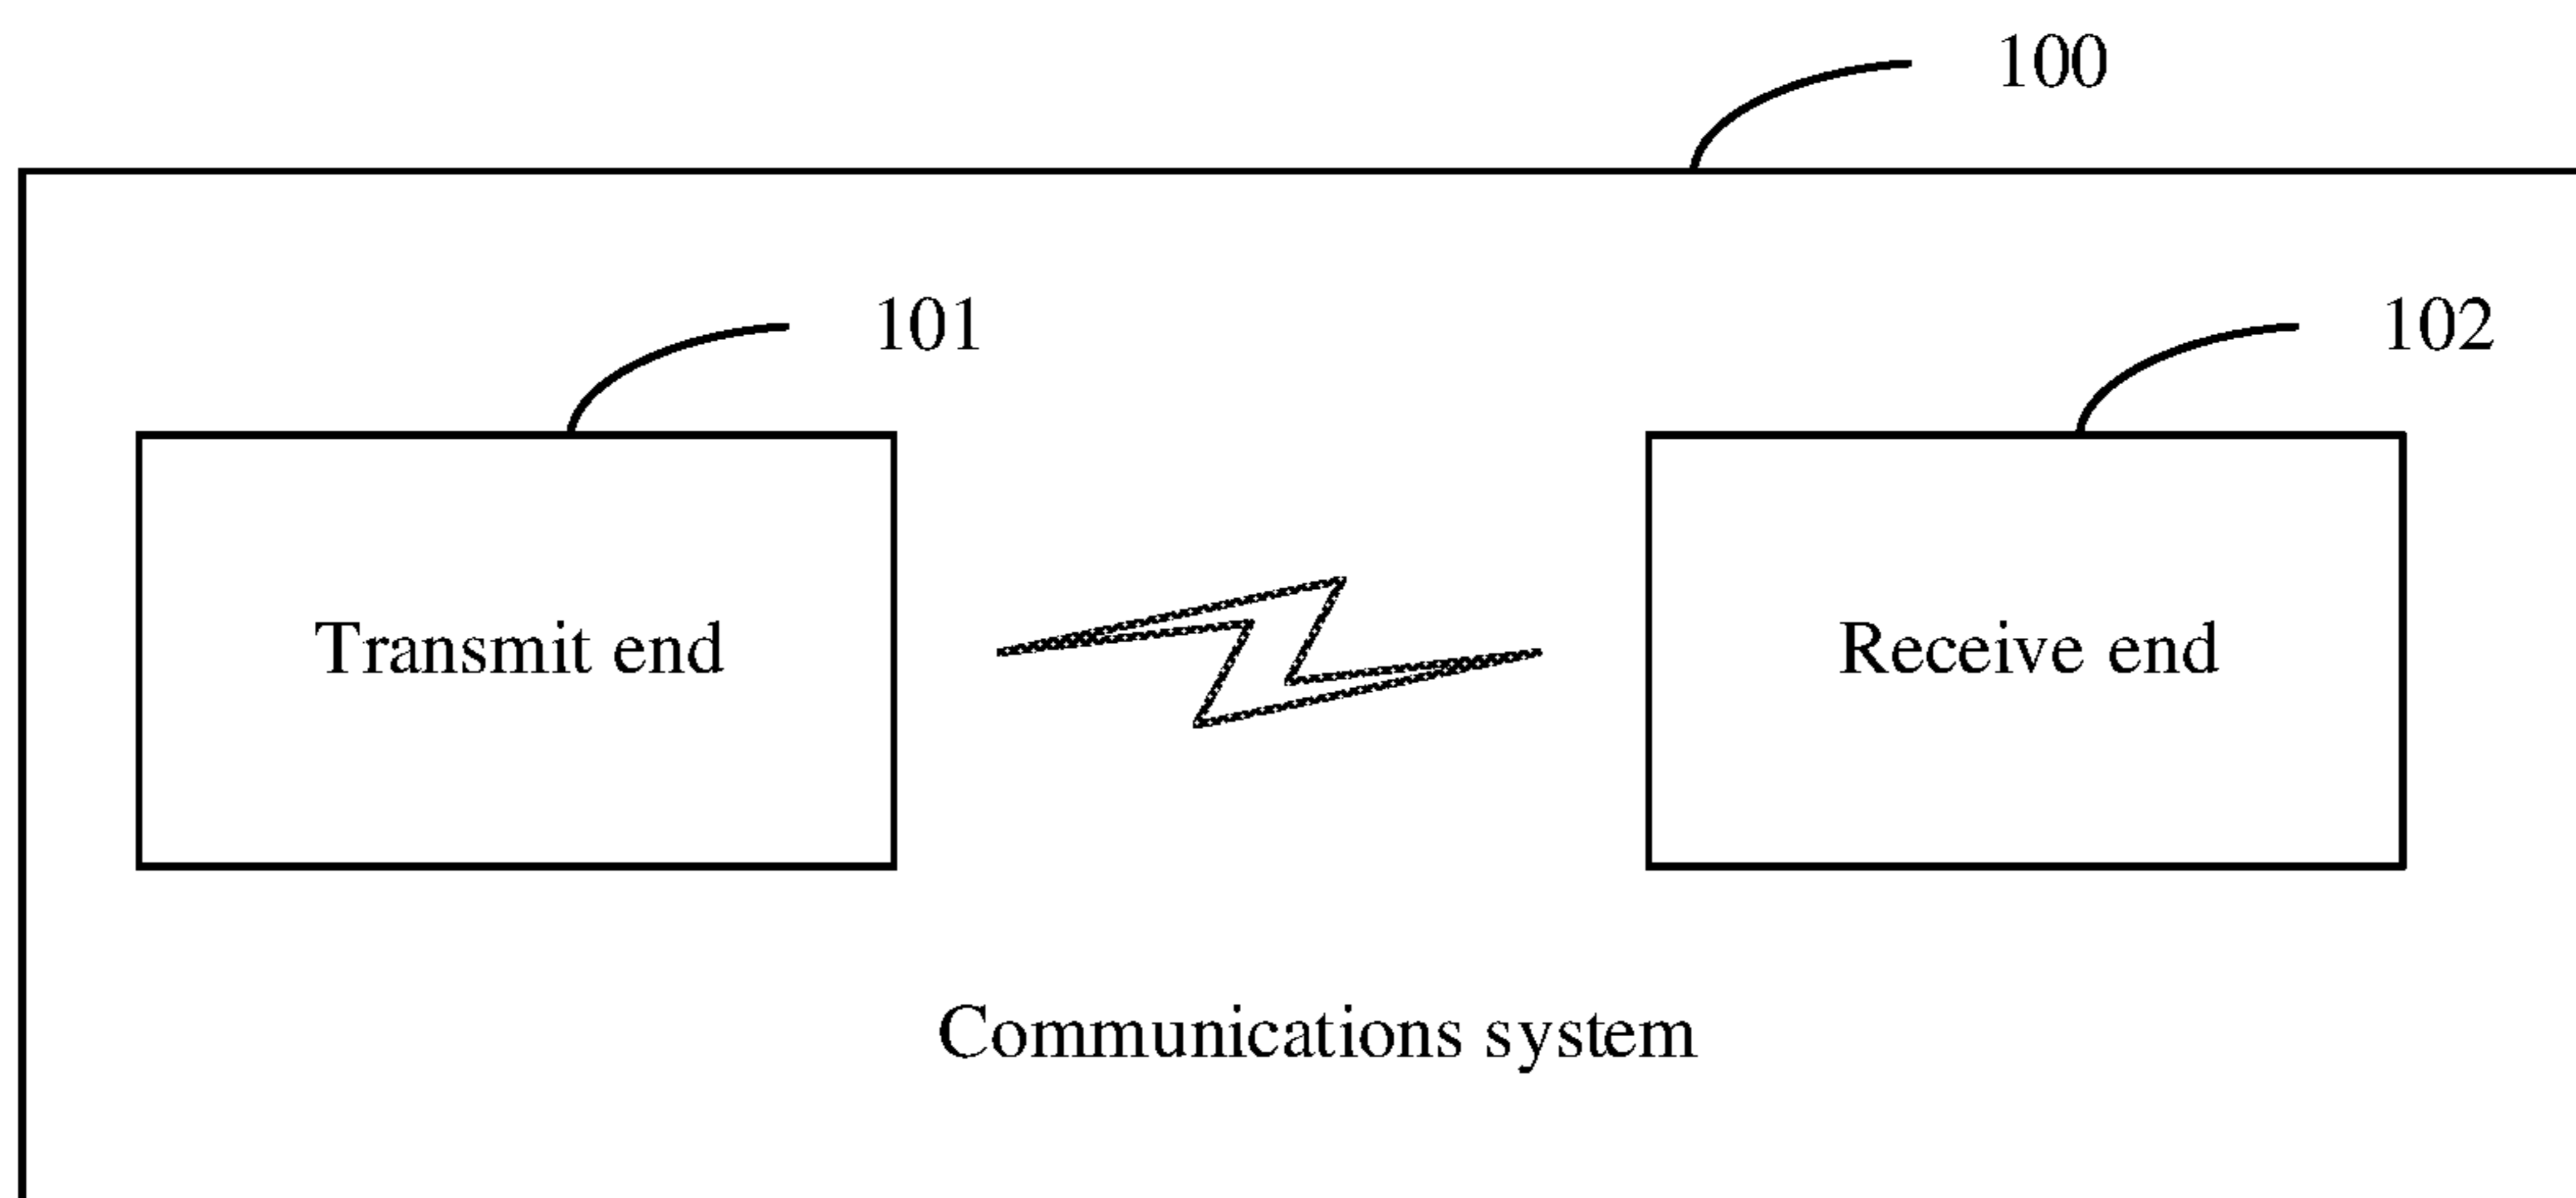 100
101
102
Transmit end
Receive end
Communications system